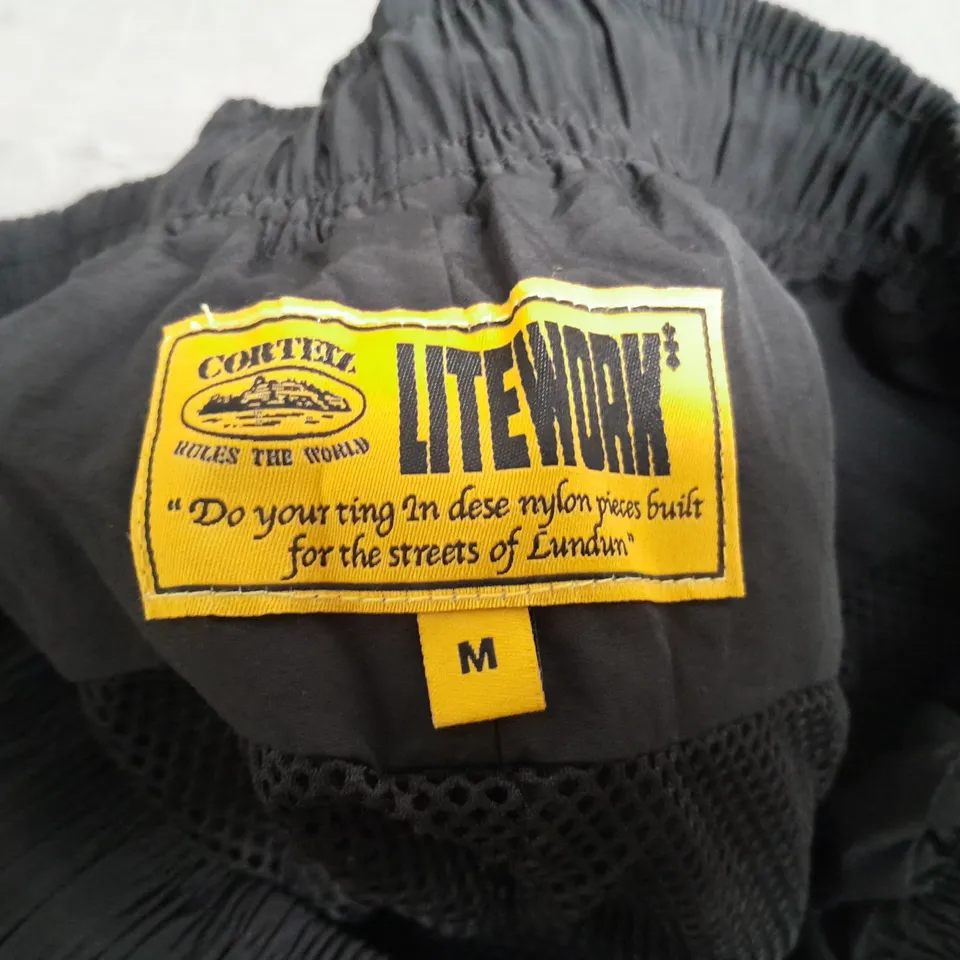 CORTEIZ
RULES THE WORLD
LITEWORK
"Do your ting In dese nylon pieces built
for the streets of Lundun"
M